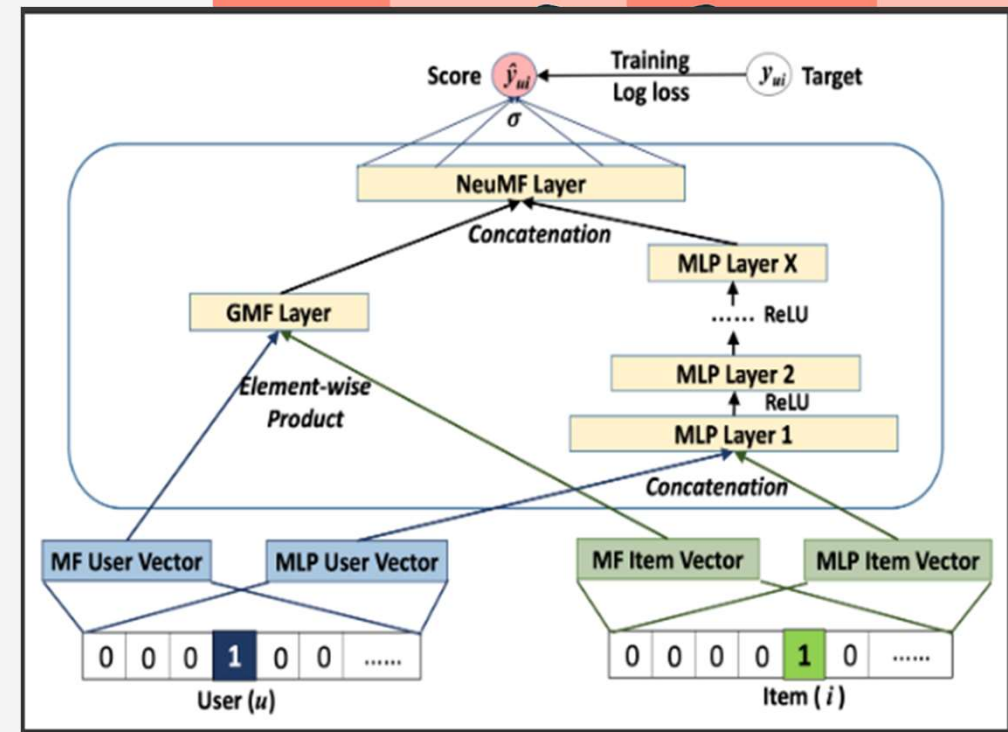 Score ŷui Training yui Target
Log loss
σ
NeuMF Layer
Concatenation
MLP Layer X
GMF Layer
...... ReLU
Element-wise
Product
MLP Layer 2
ReLU
MLP Layer 1
Concatenation
MF User Vector MLP User Vector MF Item Vector MLP Item Vector
0 0 0 1 0 0 ......
0 0 0 0 1 0 ......
User (u)
Item ( i )